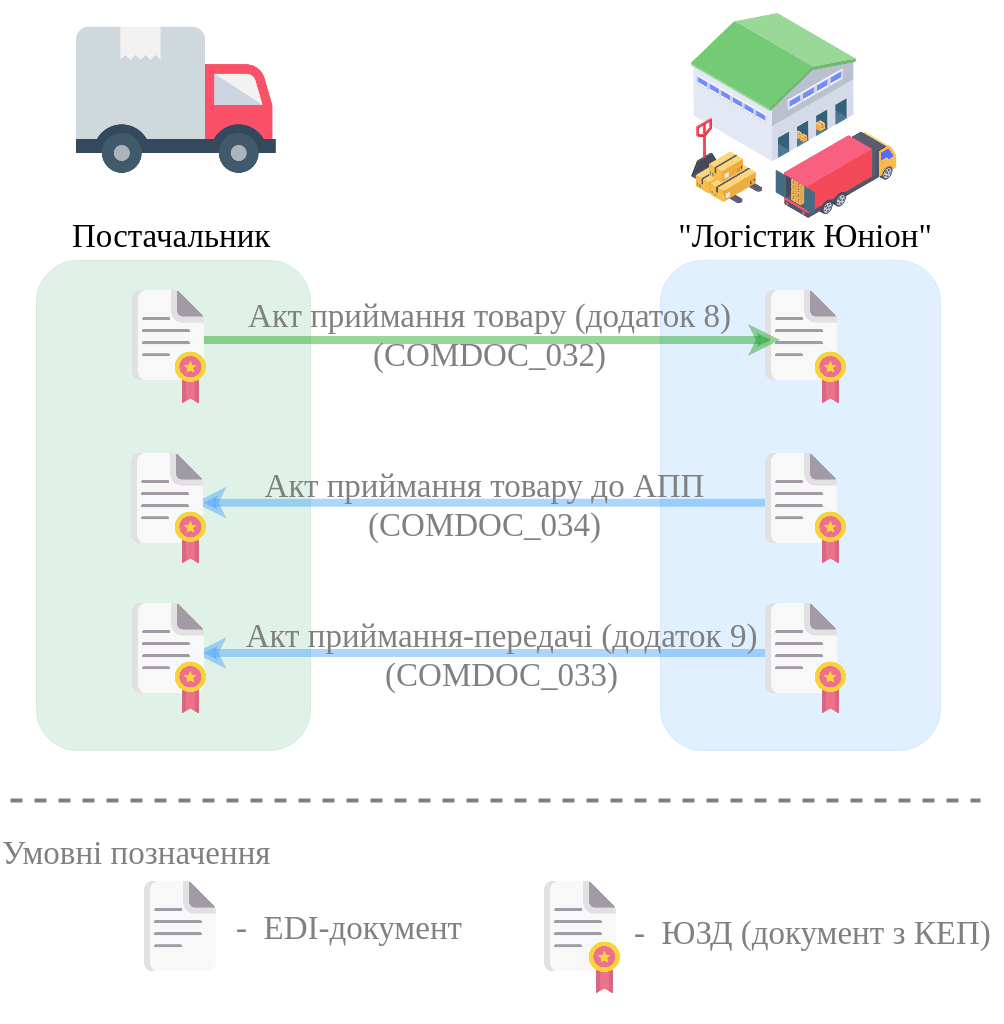 Постачальник
"Логістик Юніон"
Акт приймання товару (додаток 8)
(COMDOC_032)
Акт приймання товару до АПП
(COMDOC_034)
Акт приймання-передачі (додаток 9)
(COMDOC_033)
Умовні позначення
- EDI-документ
- ЮЗД (документ з КЕП)